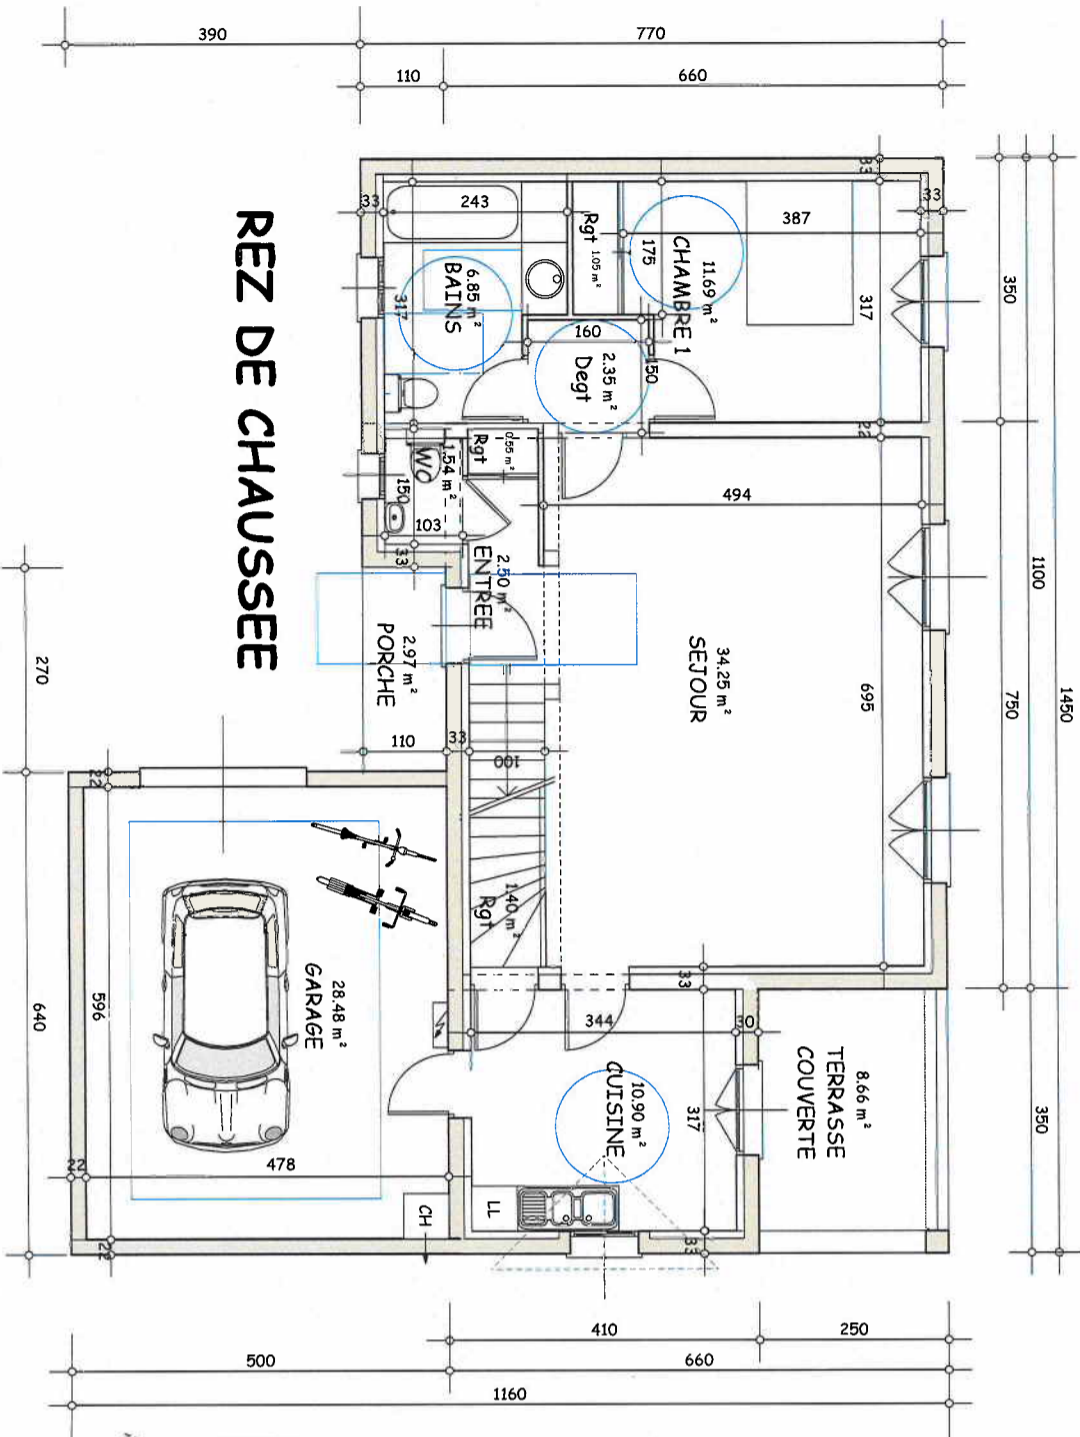 390
770
110
660
REZ DE CHAUSSEE
33
243
Rgt 1.05 m²
175
387
33
33
CHAMBRE 1
11.69 m²
317
350
BAINS
6.85 m²
317
160
150
Degt
2.35 m²
22
Rgt
0.55 m²
WC
1.54 m²
150
103
33
494
ENTREE
2.50 m²
1100
PORCHE
2.97 m²
SEJOUR
34.25 m²
695
750
1450
270
110
33
100
22
Rgt
1.40 m²
33
GARAGE
28.48 m²
596
640
344
30
CUISINE
10.90 m²
317
TERRASSE
COUVERTE
8.66 m²
350
22
478
CH
LL
33
22
410
250
500
660
1160